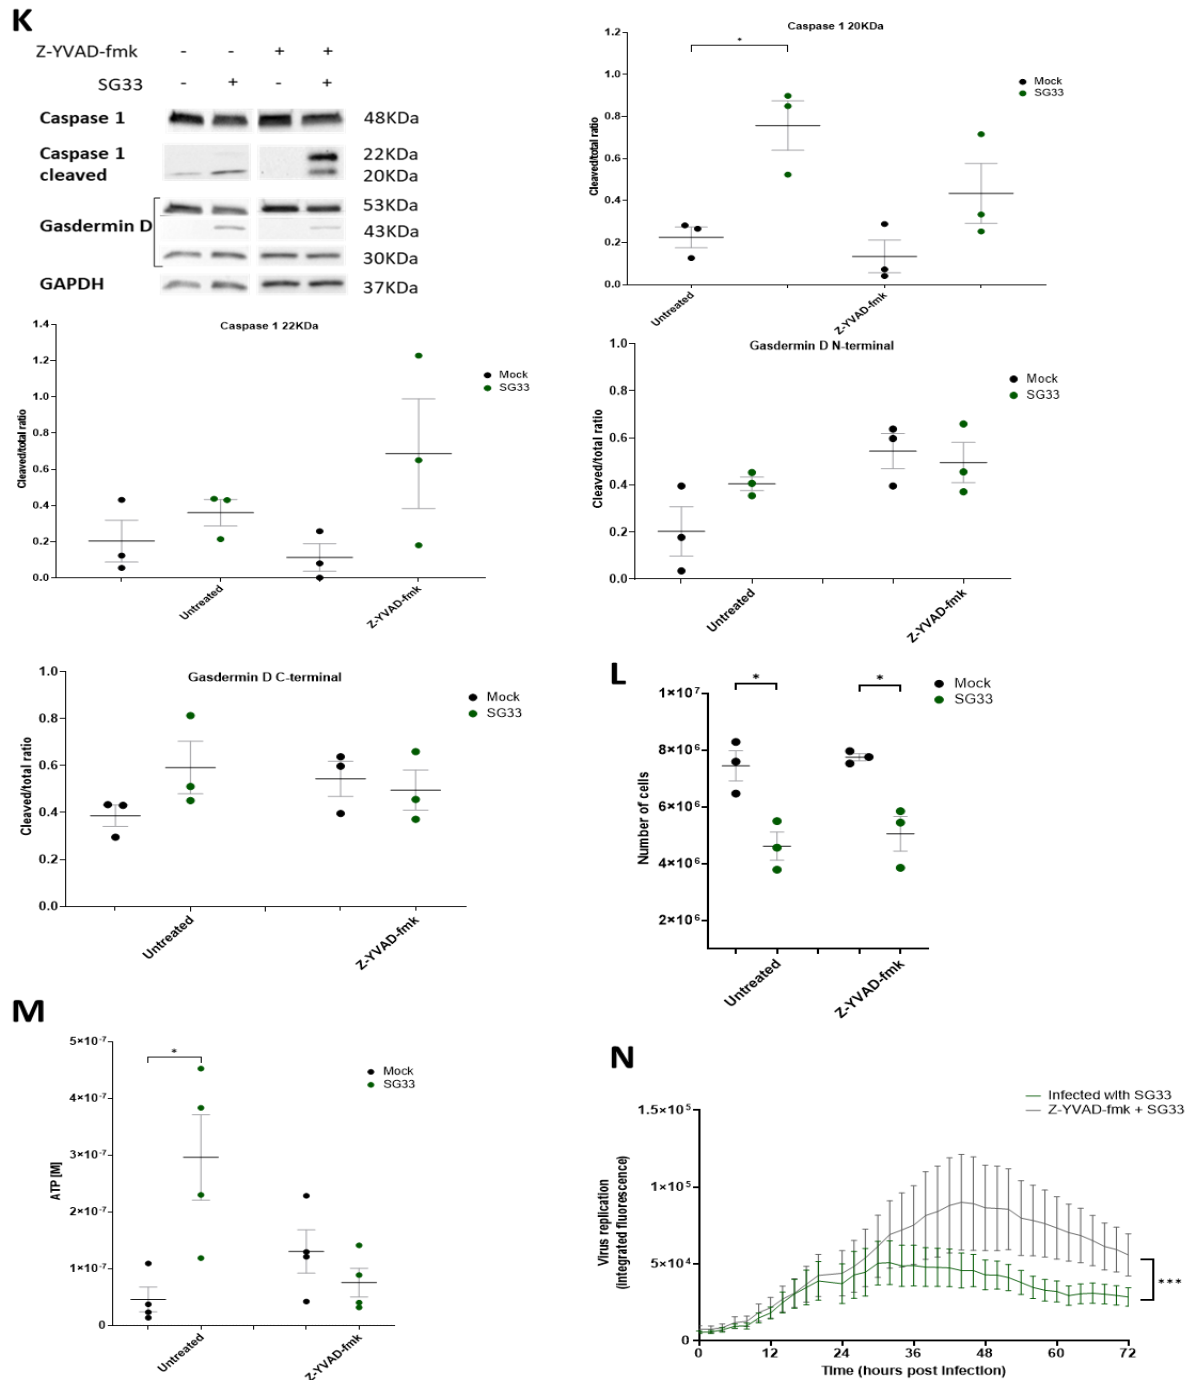 K
Z-YVAD-fmk - - + +
SG33 - + - +
Caspase 1 48KDa
Caspase 1 cleaved 22KDa
20KDa
Gasdermin D 53KDa
43KDa
30KDa
GAPDH 37KDa
Caspase 1 20KDa
Cleaved/total ratio
1.2
1.0
0.8
0.6
0.4
0.2
0.0
*
Mock
SG33
Untreated
Z-YVAD-fmk
Caspase 1 22KDa
Cleaved/total ratio
1.4
1.2
1.0
0.8
0.6
0.4
0.2
0.0
Mock
SG33
Untreated
Z-YVAD-fmk
Gasdermin D N-terminal
Cleaved/total ratio
1.0
0.8
0.6
0.4
0.2
0.0
Mock
SG33
Untreated
Z-YVAD-fmk
Gasdermin D C-terminal
Cleaved/total ratio
1.0
0.8
0.6
0.4
0.2
0.0
Mock
SG33
Untreated
Z-YVAD-fmk
L
Number of cells
1×10⁷
8×10⁶
6×10⁶
4×10⁶
2×10⁶
*
*
Mock
SG33
Untreated
Z-YVAD-fmk
M
ATP [M]
5×10⁻⁷
4×10⁻⁷
3×10⁻⁷
2×10⁻⁷
1×10⁻⁷
0
*
Mock
SG33
Untreated
Z-YVAD-fmk
N
Virus replication
(integrated fluorescence)
1.5×10⁵
1×10⁵
5×10⁴
0
Infected with SG33
Z-YVAD-fmk + SG33
***
0 12 24 36 48 60 72
Time (hours post infection)